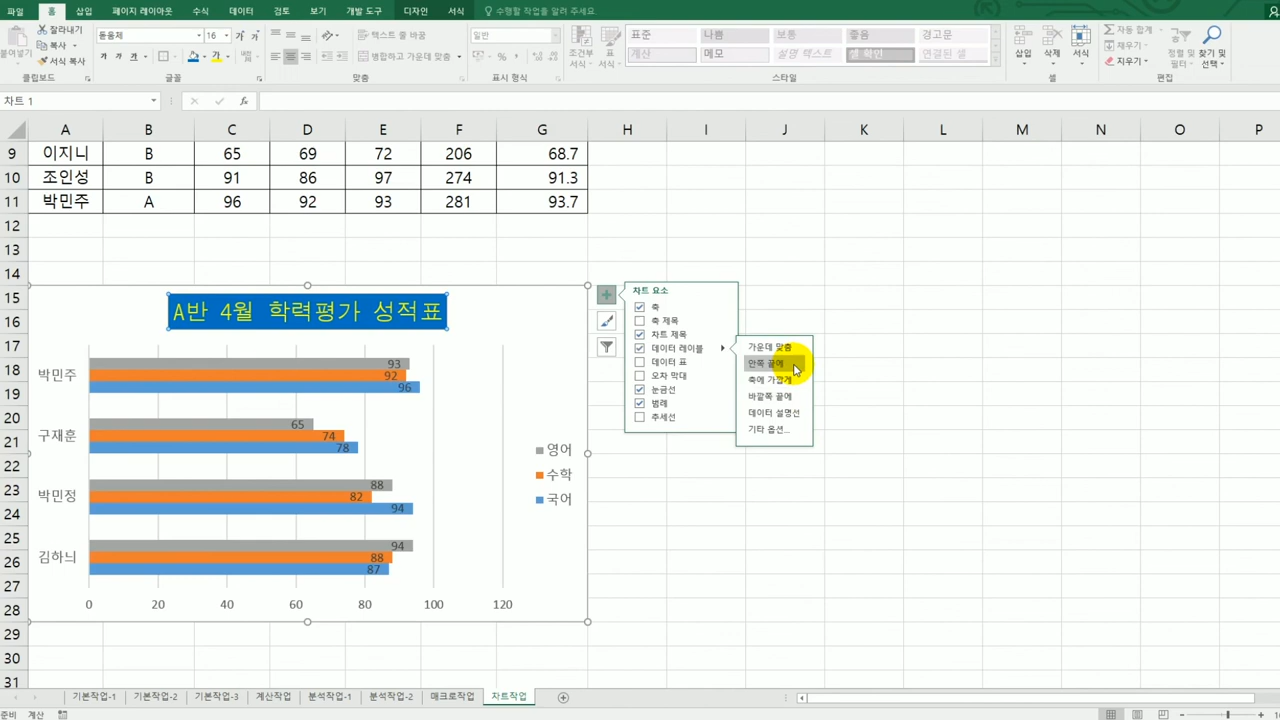 파일 홈 삽입 페이지 레이아웃 수식 데이터 검토 보기 개발 도구 디자인 서식 수행할 작업을 알려 주세요.
잘라내기 돋움체 16 가 가 텍스트 줄 바꿈 일반 표준 나쁨 보통 좋음 경고문 자동 합계
붙여넣기 복사 서식 복사 가 가 가 병합하고 가운데 맞춤 % 조건부 서식 표 서식 계산 메모 설명 텍스트 셀 확인 연결된 셀 삽입 삭제 서식 채우기 지우기 정렬 및 필터 찾기 및 선택
클립보드 글꼴 맞춤 표시 형식 스타일 셀 편집
차트 1 fx
A B C D E F G H I J K L M N O P
9 이지니 B 65 69 72 206 68.7
10 조인성 B 91 86 97 274 91.3
11 박민주 A 96 92 93 281 93.7
12
13
14
15
16
17
18
19
20
21
22
23
24
25
26
27
28
29
30
31
A반 4월 학력평가 성적표
박민주 93
92
96
구재훈 65
74
78
박민정 88
82
94
김하늬 94
88
87
0 20 40 60 80 100 120
영어
수학
국어
차트 요소
축
축 제목
차트 제목
데이터 레이블
데이터 표
오차 막대
눈금선
범례
추세선
가운데 맞춤
안쪽 끝에
축에 가깝게
바깥쪽 끝에
데이터 설명선
기타 옵션...
기본작업-1 기본작업-2 기본작업-3 계산작업 분석작업-1 분석작업-2 매크로작업 차트작업
준비 계산